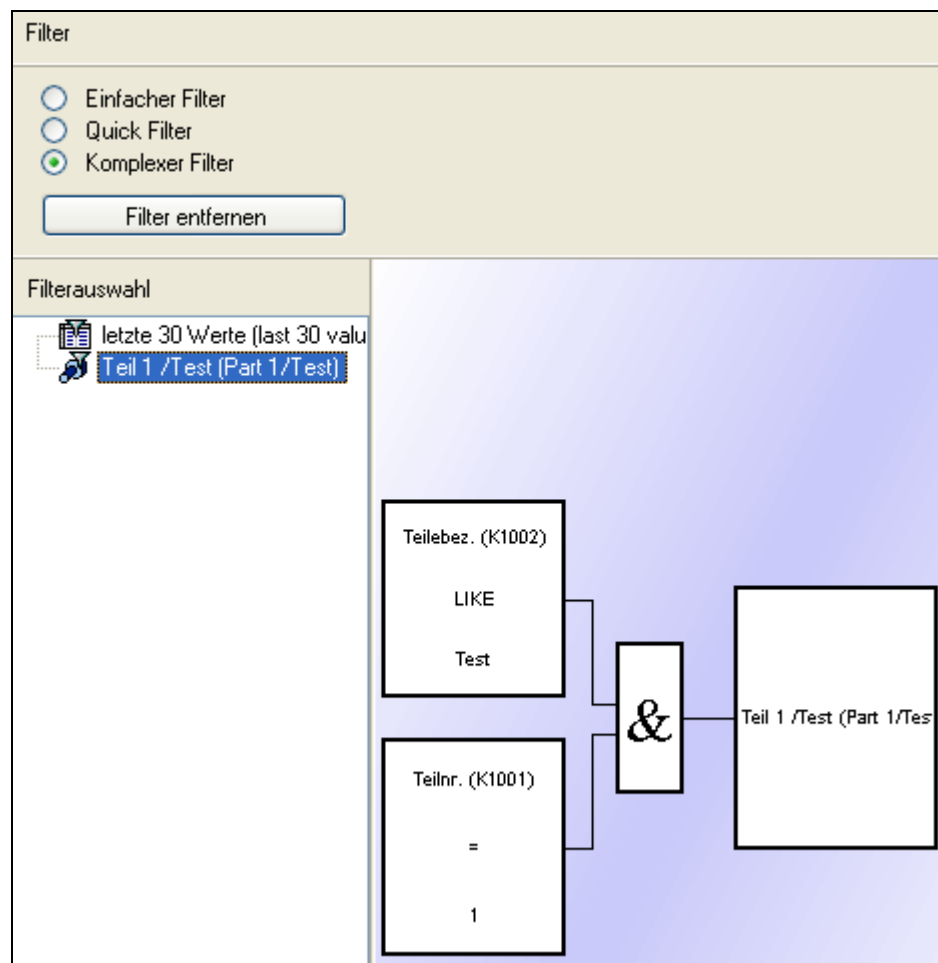 Filter
Einfacher Filter
Quick Filter
Komplexer Filter
Filter entfernen
Filterauswahl
letzte 30 Werte (last 30 valu
Teil 1 /Test (Part 1/Test)
Teilebez. (K1002)
LIKE
Test
&
Teil 1 /Test (Part 1/Tes
Teilnr. (K1001)
=
1